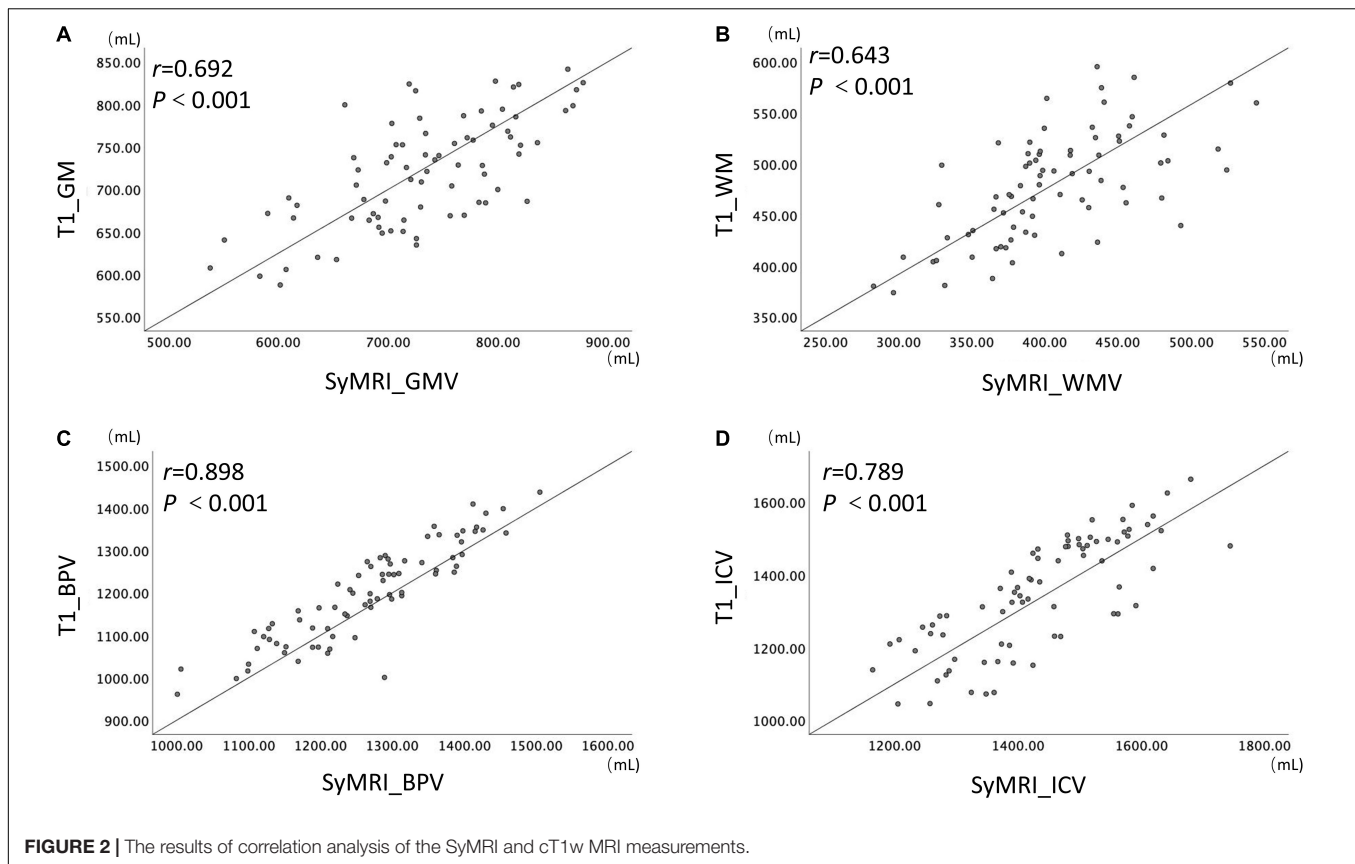 A
(mL)
r=0.692
P < 0.001
850.00
800.00
750.00
700.00
650.00
600.00
550.00
T1_GM
500.00 600.00 700.00 800.00 900.00
(mL)
SyMRI_GMV
B
(mL)
r=0.643
P < 0.001
600.00
550.00
500.00
450.00
400.00
350.00
T1_WM
250.00 300.00 350.00 400.00 450.00 500.00 550.00
(mL)
SyMRI_WMV
C
(mL)
r=0.898
P < 0.001
1500.00
1400.00
1300.00
1200.00
1100.00
1000.00
900.00
T1_BPV
1000.00 1100.00 1200.00 1300.00 1400.00 1500.00 1600.00
(mL)
SyMRI_BPV
D
(mL)
r=0.789
P < 0.001
1600.00
1400.00
1200.00
1000.00
T1_ICV
1200.00 1400.00 1600.00 1800.00
(mL)
SyMRI_ICV
FIGURE 2 | The results of correlation analysis of the SyMRI and cT1w MRI measurements.